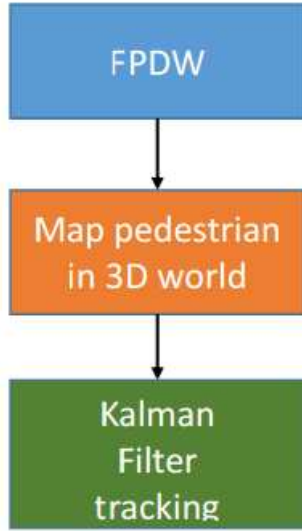 FPDW
Map pedestrian
in 3D world
Kalman
Filter
tracking